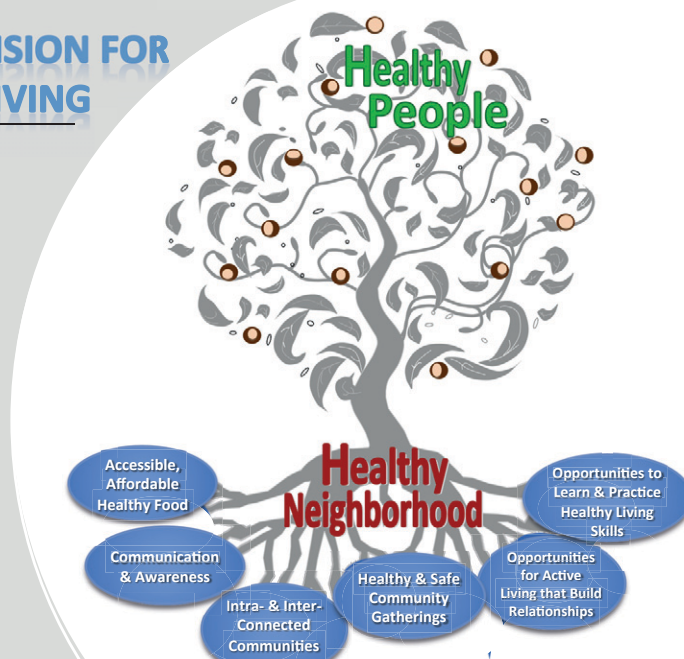 ISION FOR
IVING
Healthy
People
Healthy
Neighborhood
Accessible,
Affordable
Healthy Food
Communication
& Awareness
Intra- & Inter-
Connected
Communities
Healthy & Safe
Community
Gatherings
Opportunities
for Active
Living that Build
Relationships
Opportunities to
Learn & Practice
Healthy Living
Skills